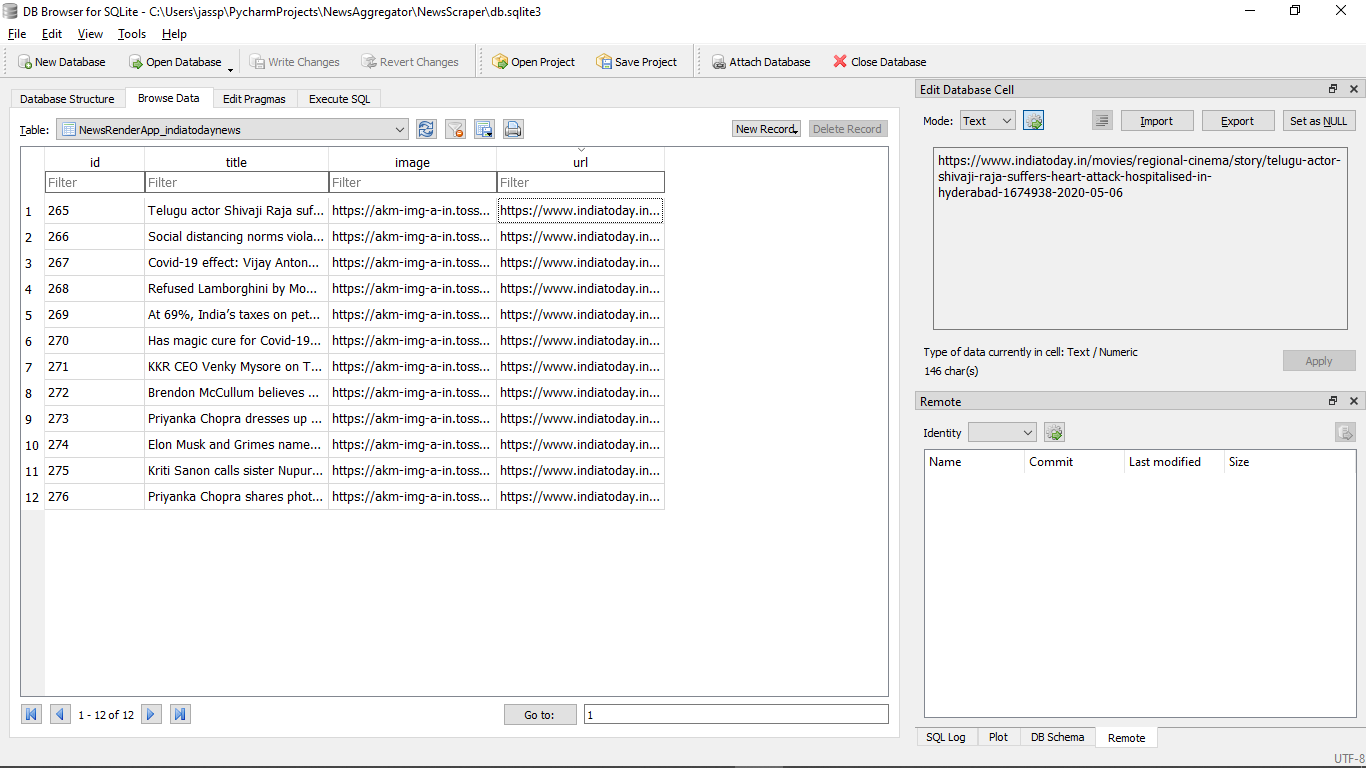 DB Browser for SQLite - C:\Users\jassp\PycharmProjects\NewsAggregator\NewsScraper\db.sqlite3
File Edit View Tools Help
New Database Open Database Write Changes Revert Changes Open Project Save Project Attach Database Close Database
Database Structure Browse Data Edit Pragmas Execute SQL
Table: NewsRenderApp_indiatodaynews New Record Delete Record
id title image url
Filter Filter Filter Filter
1 265 Telugu actor Shivaji Raja suf... https://akm-img-a-in.toss... https://www.indiatoday.in...
2 266 Social distancing norms viola... https://akm-img-a-in.toss... https://www.indiatoday.in...
3 267 Covid-19 effect: Vijay Anton... https://akm-img-a-in.toss... https://www.indiatoday.in...
4 268 Refused Lamborghini by Mo... https://akm-img-a-in.toss... https://www.indiatoday.in...
5 269 At 69%, India’s taxes on pet... https://akm-img-a-in.toss... https://www.indiatoday.in...
6 270 Has magic cure for Covid-19... https://akm-img-a-in.toss... https://www.indiatoday.in...
7 271 KKR CEO Venky Mysore on T... https://akm-img-a-in.toss... https://www.indiatoday.in...
8 272 Brendon McCullum believes ... https://akm-img-a-in.toss... https://www.indiatoday.in...
9 273 Priyanka Chopra dresses up ... https://akm-img-a-in.toss... https://www.indiatoday.in...
10 274 Elon Musk and Grimes name... https://akm-img-a-in.toss... https://www.indiatoday.in...
11 275 Kriti Sanon calls sister Nupur... https://akm-img-a-in.toss... https://www.indiatoday.in...
12 276 Priyanka Chopra shares phot... https://akm-img-a-in.toss... https://www.indiatoday.in...
1 - 12 of 12 Go to: 1
Edit Database Cell
Mode: Text Import Export Set as NULL
https://www.indiatoday.in/movies/regional-cinema/story/telugu-actor-
shivaji-raja-suffers-heart-attack-hospitalised-in-
hyderabad-1674938-2020-05-06
Type of data currently in cell: Text / Numeric
146 char(s)
Apply
Remote
Identity
Name Commit Last modified Size
SQL Log Plot DB Schema Remote
UTF-8